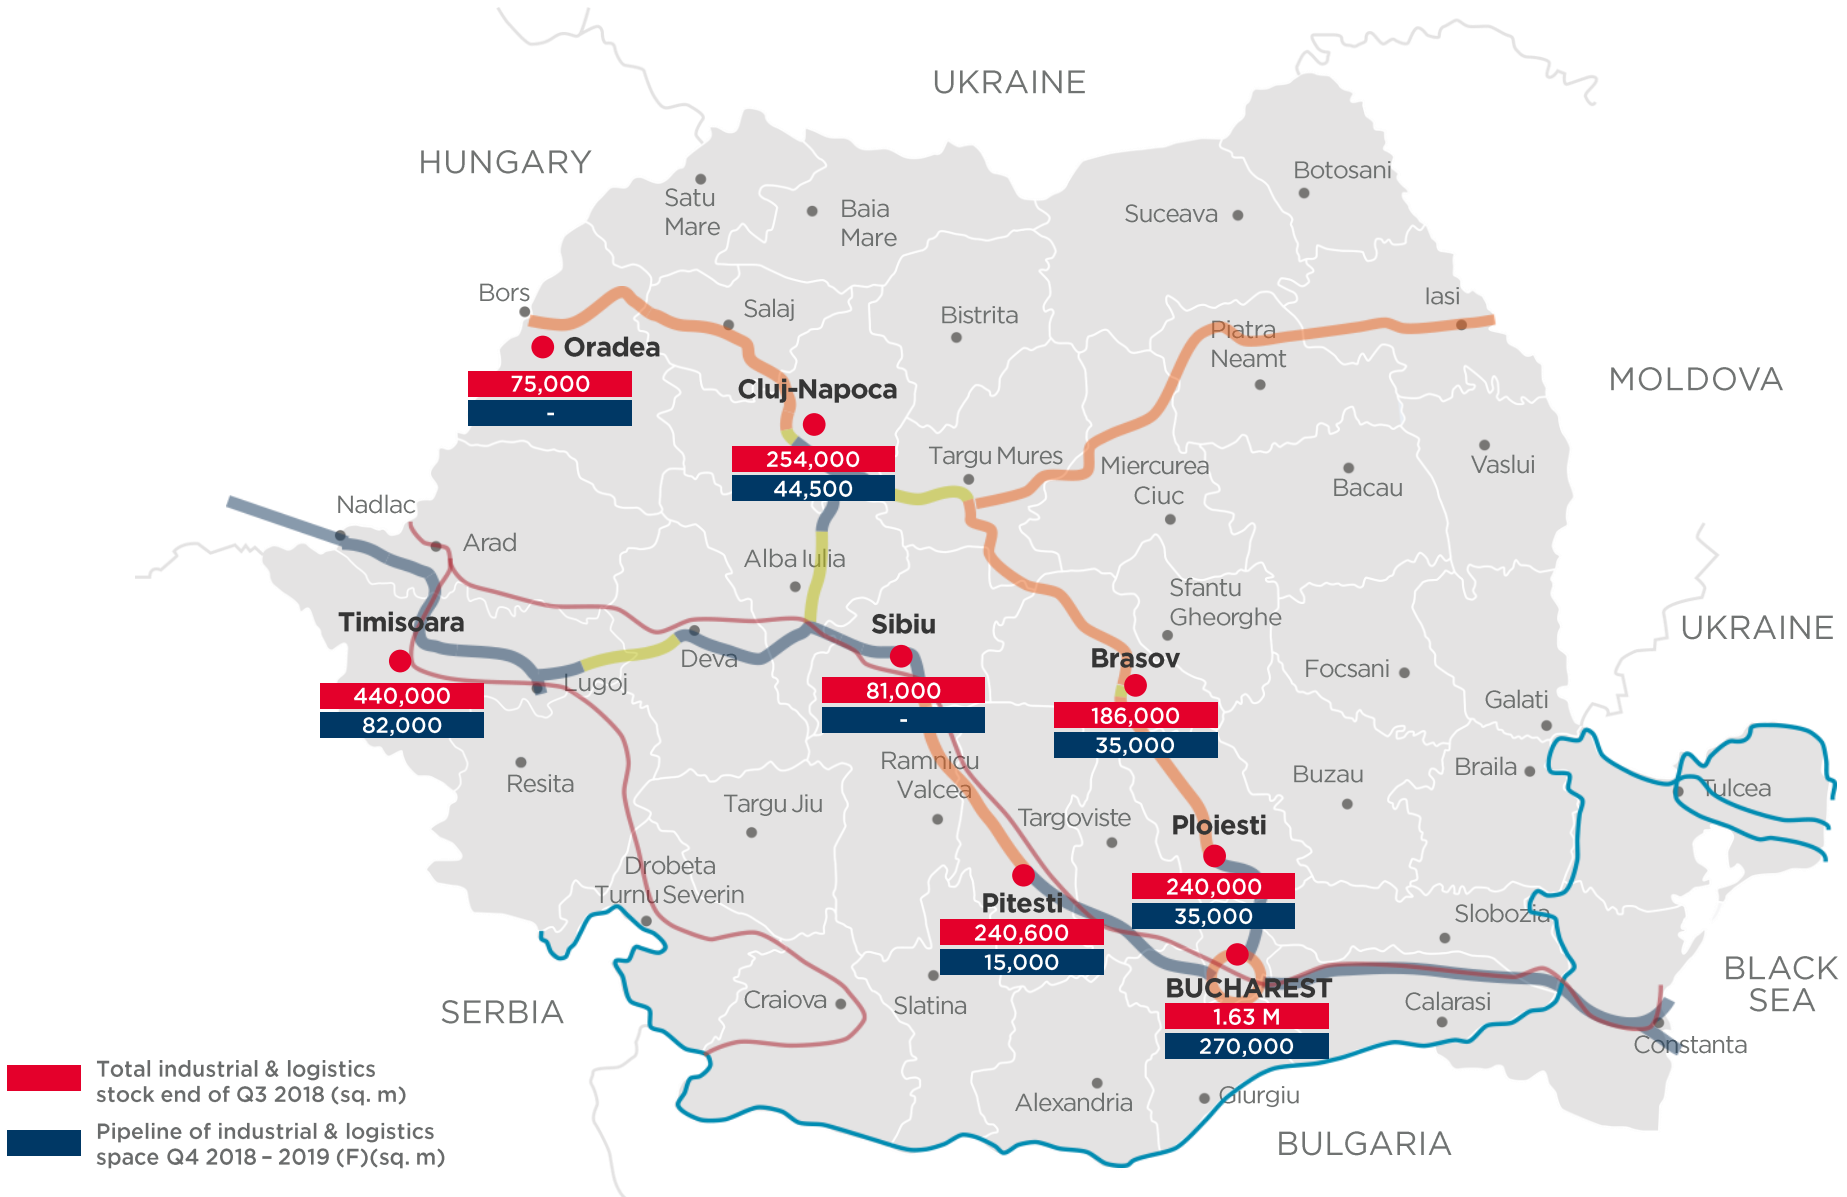 UKRAINE
HUNGARY
Botosani
Satu
Mare
Baia
Mare
Suceava
Bors
Salaj
Iasi
Bistrita
Piatra
Neamt
Oradea
75,000
-
MOLDOVA
Cluj-Napoca
254,000
44,500
Targu Mures
Miercurea
Ciuc
Bacau
Vaslui
Nadlac
Arad
Alba Iulia
Sfantu
Gheorghe
Timisoara
440,000
82,000
Sibiu
81,000
-
UKRAINE
Deva
Lugoj
Brasov
186,000
35,000
Focsani
Galati
Resita
Ramnicu
Valcea
Buzau
Braila
Tulcea
Targu Jiu
Targoviste
Ploiesti
240,000
35,000
Drobeta
Turnu Severin
Pitesti
240,600
15,000
Slobozia
BLACK
SEA
SERBIA
Craiova
Slatina
BUCHAREST
1.63 M
270,000
Calarasi
Constanta
Total industrial & logistics
stock end of Q3 2018 (sq. m)
Alexandria
Giurgiu
Pipeline of industrial & logistics
space Q4 2018 – 2019 (F)(sq. m)
BULGARIA